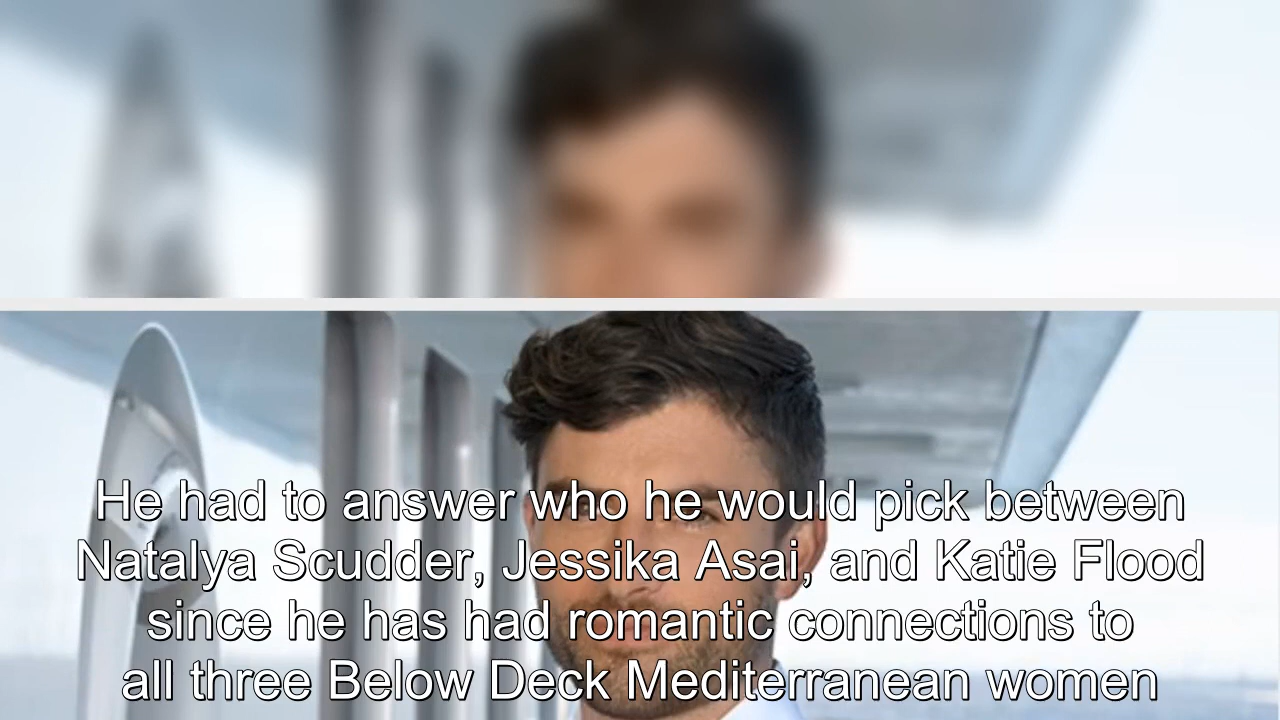 He had to answer who he would pick between
Natalya Scudder, Jessika Asai, and Katie Flood
since he has had romantic connections to
all three Below Deck Mediterranean women